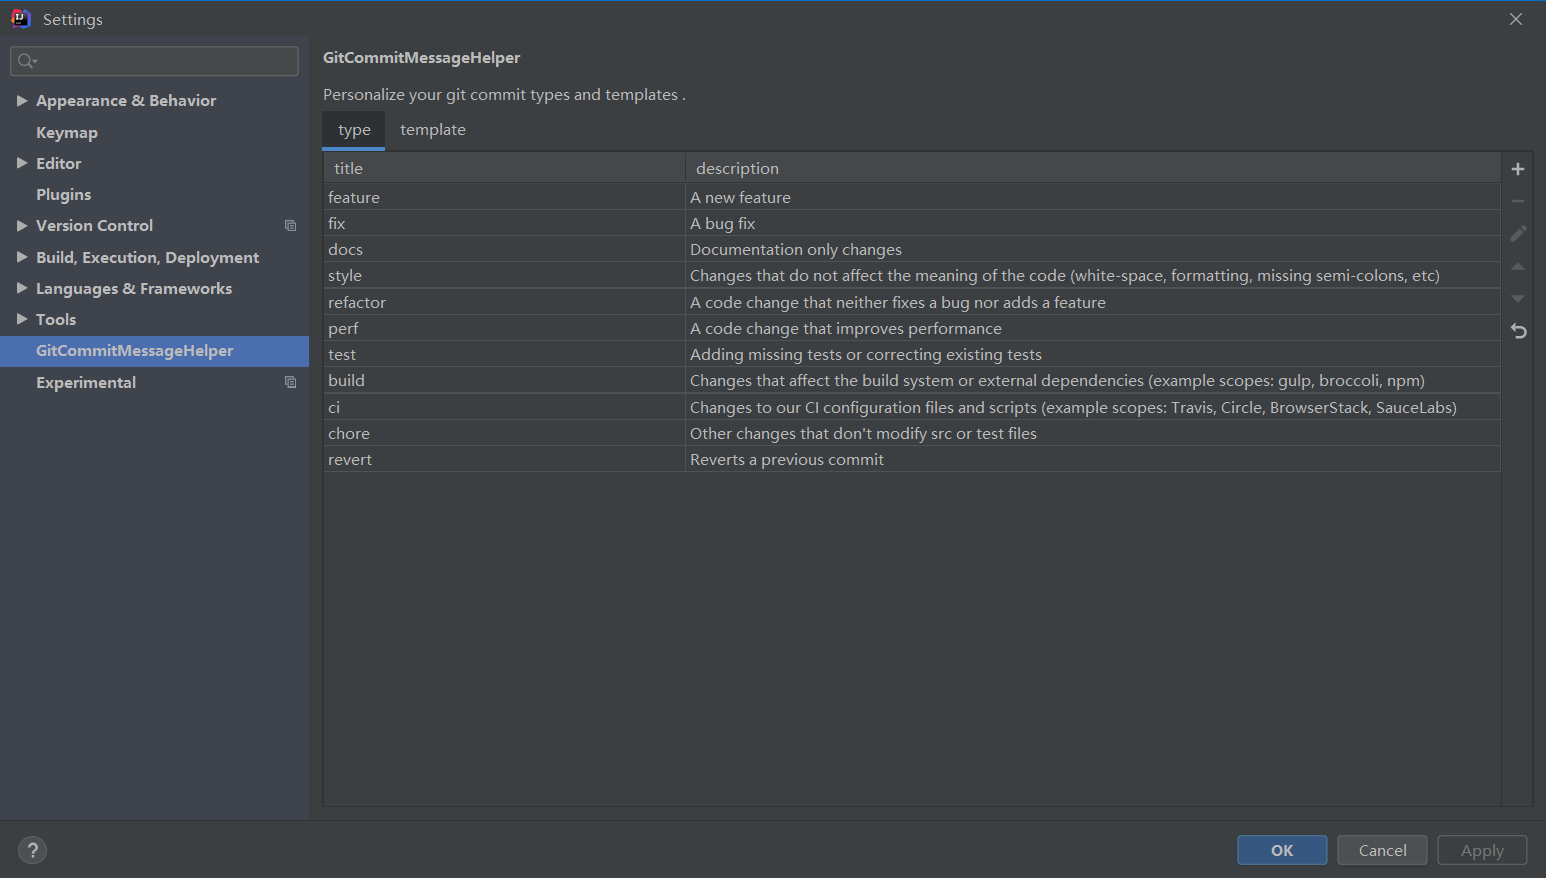 Settings
GitCommitMessageHelper
Personalize your git commit types and templates .
Appearance & Behavior
Keymap
Editor
Plugins
Version Control
Build, Execution, Deployment
Languages & Frameworks
Tools
GitCommitMessageHelper
Experimental
type template
title description
feature A new feature
fix A bug fix
docs Documentation only changes
style Changes that do not affect the meaning of the code (white-space, formatting, missing semi-colons, etc)
refactor A code change that neither fixes a bug nor adds a feature
perf A code change that improves performance
test Adding missing tests or correcting existing tests
build Changes that affect the build system or external dependencies (example scopes: gulp, broccoli, npm)
ci Changes to our CI configuration files and scripts (example scopes: Travis, Circle, BrowserStack, SauceLabs)
chore Other changes that don't modify src or test files
revert Reverts a previous commit
? OK Cancel Apply